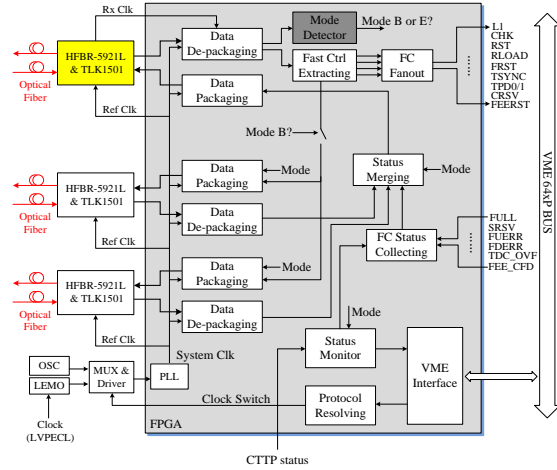 Rx Clk
HFBR-5921L
& TLK1501
Optical
Fiber
Ref Clk
Data
De-packaging
Mode
Detector
Mode B or E?
Fast Ctrl
Extracting
FC
Fanout
Data
Packaging
L1
CHK
RST
RLOAD
FRST
TSYNC
TPD0/1
CRSV
FEERST
Mode B?
HFBR-5921L
& TLK1501
Ref Clk
Data
Packaging
Mode
Data
De-packaging
Status
Merging
Mode
VME 64xP BUS
FULL
SRSV
FUERR
FDERR
TDC_OVF
FEE_CFD
FC Status
Collecting
HFBR-5921L
& TLK1501
Optical
Fiber
Ref Clk
Data
Packaging
Mode
Data
De-packaging
Mode
System Clk
Status
Monitor
VME
Interface
OSC
LEMO
MUX &
Driver
PLL
Clock Switch
Protocol
Resolving
Clock
(LVPECL)
FPGA
CTTP status